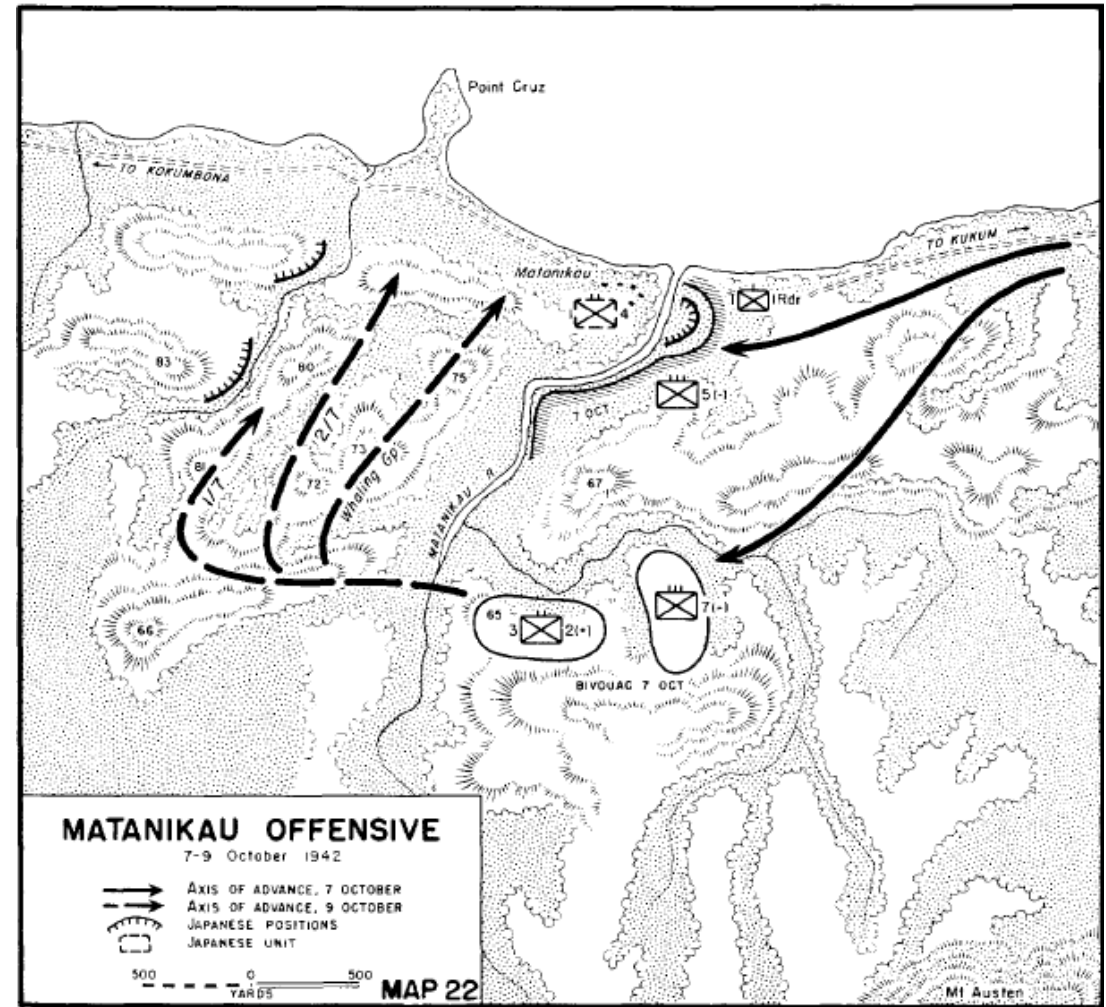 Point Cruz
← TO KOKUMBONA
TO KUKUM →
Matanikau
4
1 1Rdr
83
80
75
5(-)
7 OCT
2/7
81
1/7
73
72
Whaling Gp
67
MATANIKAU R.
7(-)
65
3 2(+)
66
BIVOUAC 7 OCT
MATANIKAU OFFENSIVE
7-9 October 1942
AXIS OF ADVANCE, 7 OCTOBER
AXIS OF ADVANCE, 9 OCTOBER
JAPANESE POSITIONS
JAPANESE UNIT
500 0 500
YARDS
MAP 22
Mt Austen